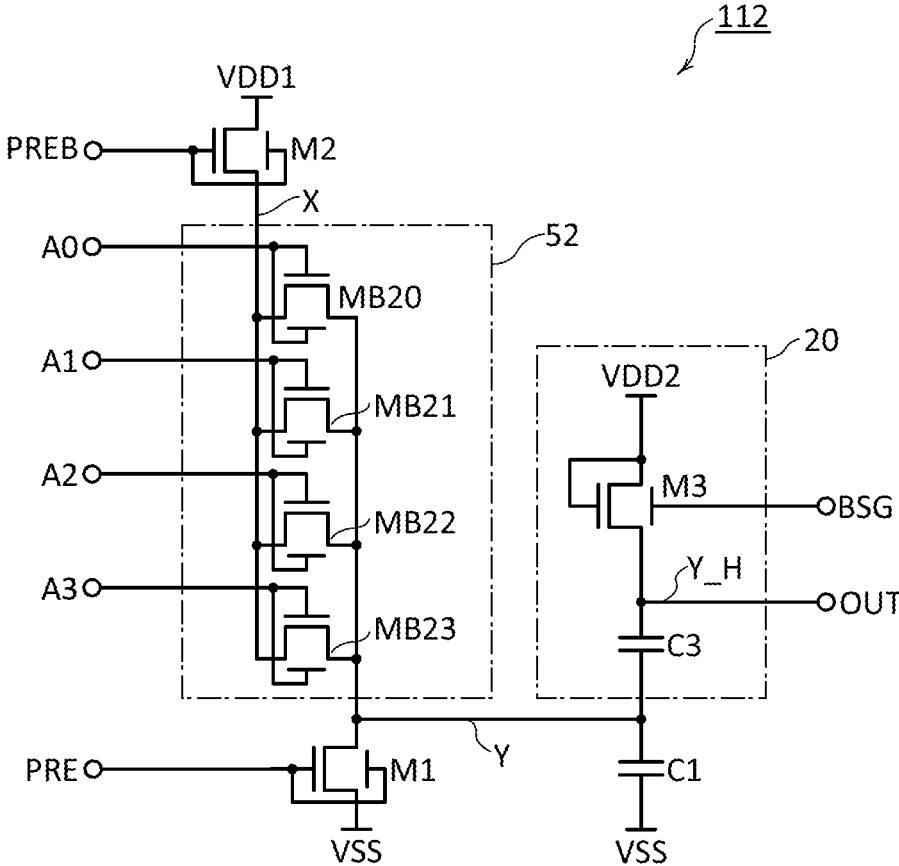 112
VDD1
PREB
M2
X
A0
52
MB20
A1
20
VDD2
MB21
A2
M3
MB22
BSG
Y_H
A3
OUT
MB23
C3
Y
PRE
M1
C1
VSS
VSS